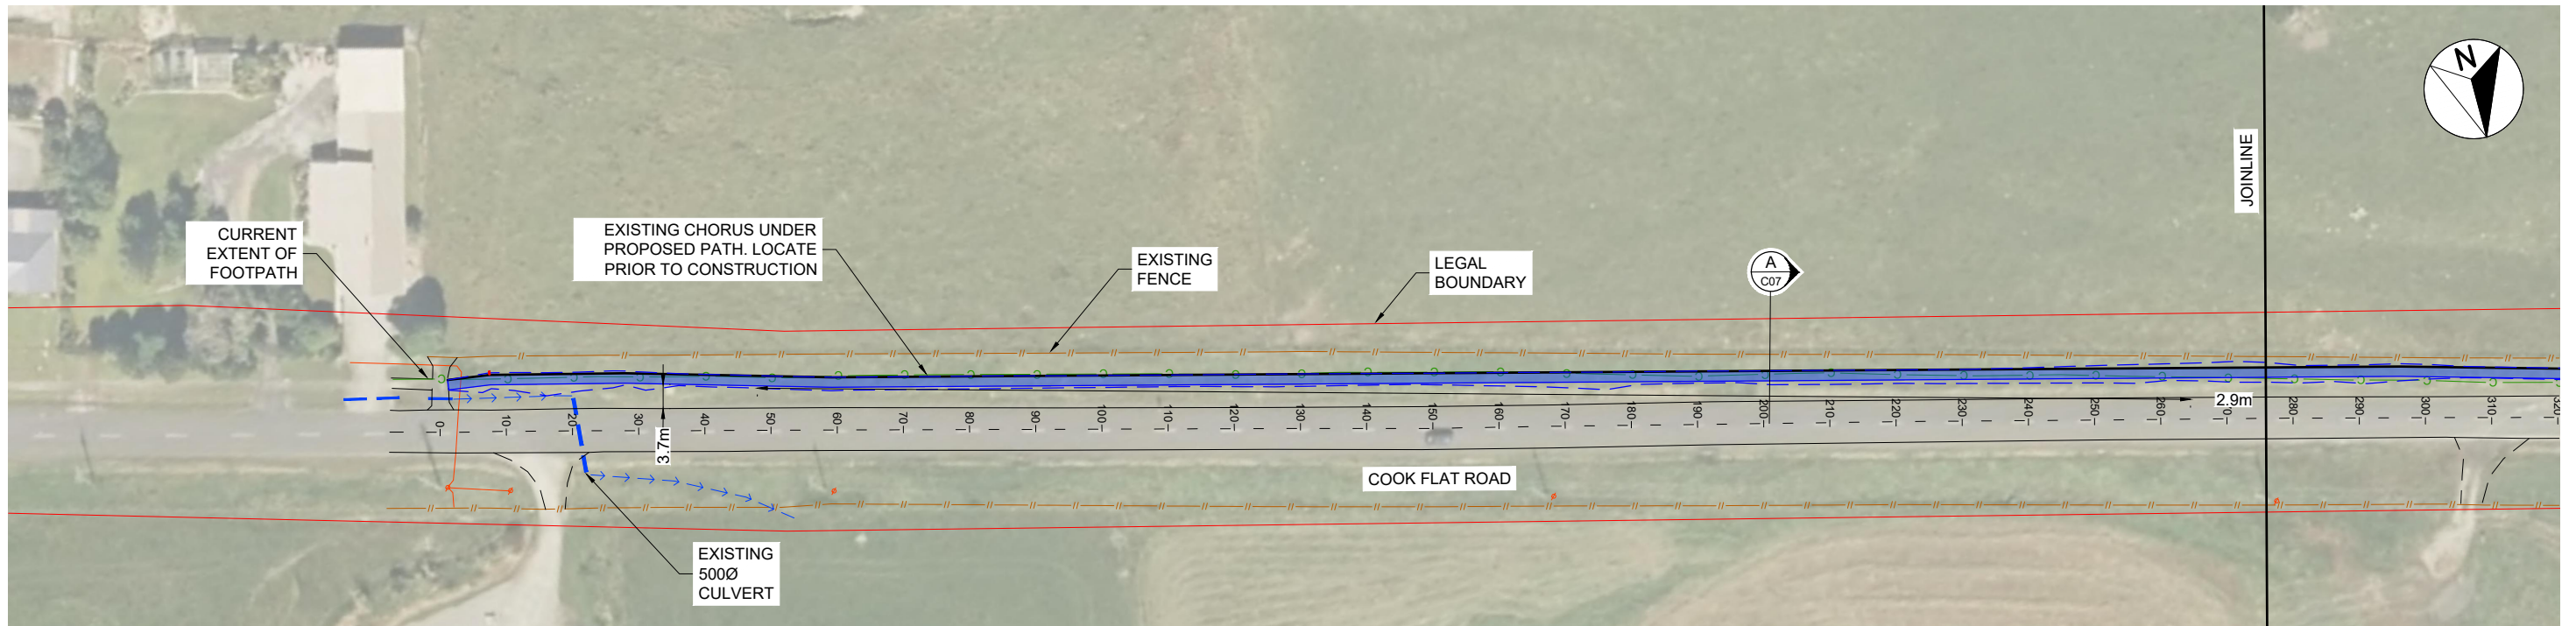 N
JOINLINE
CURRENT
EXTENT OF
FOOTPATH
EXISTING CHORUS UNDER
PROPOSED PATH. LOCATE
PRIOR TO CONSTRUCTION
EXISTING
FENCE
LEGAL
BOUNDARY
A
C07
0 10 20 30 40 50 60 70 80 90 100 110 120 130 140 150 160 170 180 190 200 210 220 230 240 250 260 270 280 290 300 310 320
2.9m
3.7m
COOK FLAT ROAD
EXISTING
500Ø
CULVERT